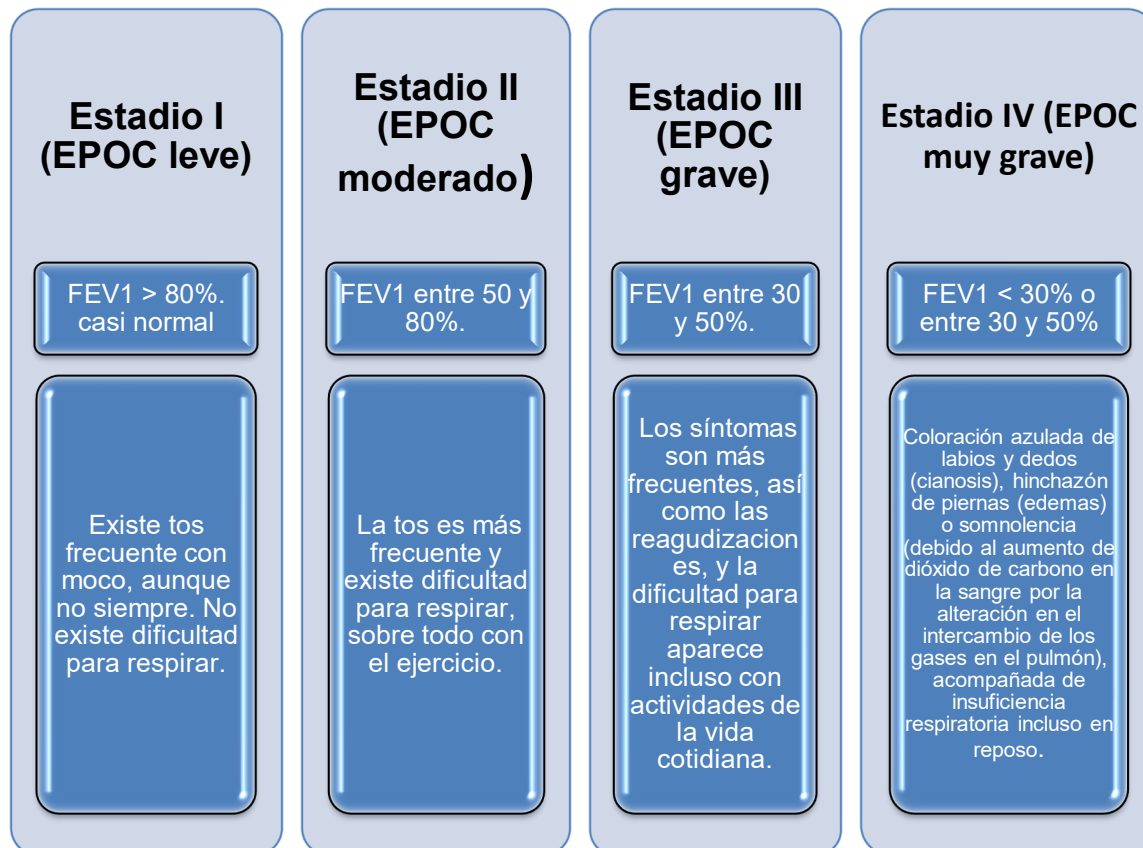 Estadio I
(EPOC leve)
FEV1 > 80%.
casi normal
Existe tos
frecuente con
moco, aunque
no siempre. No
existe dificultad
para respirar.
Estadio II
(EPOC
moderado)
FEV1 entre 50 y
80%.
La tos es más
frecuente y
existe dificultad
para respirar,
sobre todo con
el ejercicio.
Estadio III
(EPOC
grave)
FEV1 entre 30
y 50%.
Los síntomas
son más
frecuentes, así
como las
reagudizacion
es, y la
dificultad para
respirar
aparece
incluso con
actividades de
la vida
cotidiana.
Estadio IV (EPOC
muy grave)
FEV1 < 30% o
entre 30 y 50%
Coloración azulada de
labios y dedos
(cianosis), hinchazón
de piernas (edemas)
o somnolencia
(debido al aumento de
dióxido de carbono en
la sangre por la
alteración en el
intercambio de los
gases en el pulmón),
acompañada de
insuficiencia
respiratoria incluso en
reposo.